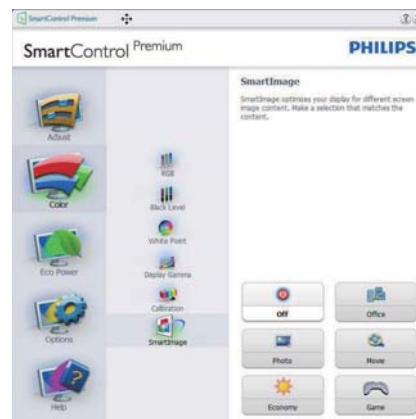 SmartControl Premium
SmartControl Premium
PHILIPS
SmartImage
SmartImage optimizes your display for different screen
image content. Make a selection that matches the
content.
Adjust
Color
Eco Power
Options
Help
RGB
Black Level
White Point
Display Gamma
Calibration
SmartImage
Off
Office
Photo
Movie
Economy
Game